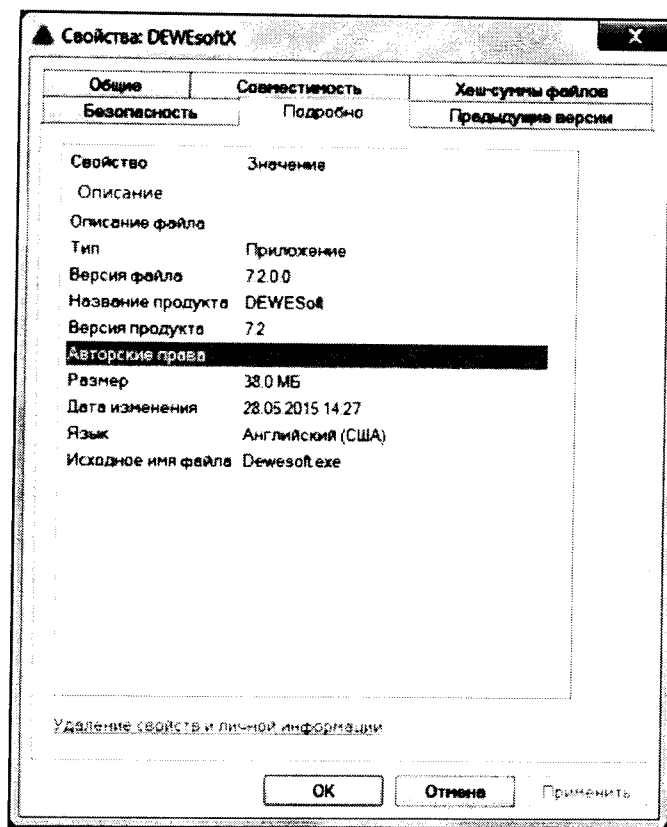 Свойства: DEWEsoftX
X
Общие Совместимость Хеш-суммы файлов
Безопасность Подробно Предыдущие версии
Свойство Значение
Описание
Описание файла
Тип Приложение
Версия файла 7.2.0.0
Название продукта DEWESoft
Версия продукта 7.2
Авторские права
Размер 38.0 МБ
Дата изменения 28.05.2015 14:27
Язык Английский (США)
Исходное имя файла Dewesoft.exe
Удаление свойств и личной информации
ОК Отмена Применить